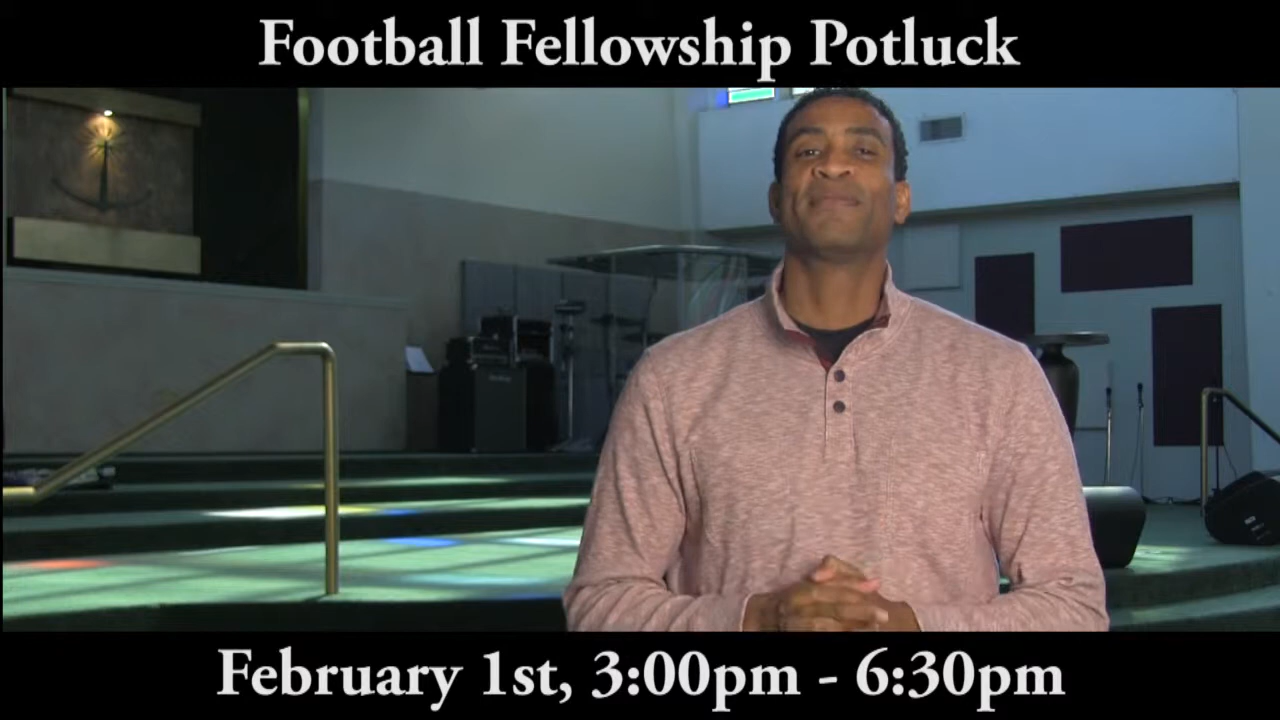 Football Fellowship Potluck
February 1st, 3:00pm - 6:30pm